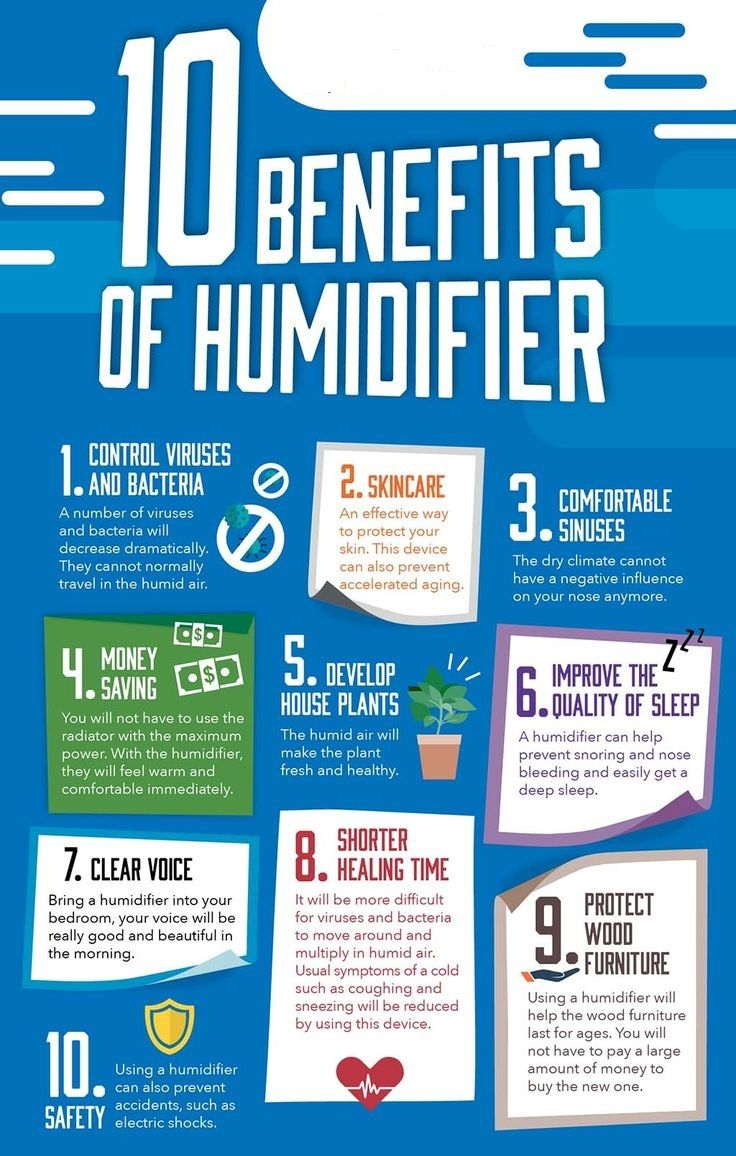 10 BENEFITS
OF HUMIDIFIER
1. CONTROL VIRUSES
AND BACTERIA
A number of viruses
and bacteria will
decrease dramatically.
They cannot normally
travel in the humid air.
2. SKINCARE
An effective way
to protect your
skin. This device
can also prevent
accelerated aging.
3. COMFORTABLE
SINUSES
The dry climate cannot
have a negative influence
on your nose anymore.
4. MONEY
SAVING
$
$
You will not have to use the
radiator with the maximum
power. With the humidifier,
they will feel warm and
comfortable immediately.
5. DEVELOP
HOUSE PLANTS
The humid air will
make the plant
fresh and healthy.
Z Z Z
6. IMPROVE THE
QUALITY OF SLEEP
A humidifier can help
prevent snoring and nose
bleeding and easily get a
deep sleep.
7. CLEAR VOICE
Bring a humidifier into your
bedroom, your voice will be
really good and beautiful in
the morning.
8. SHORTER
HEALING TIME
It will be more difficult
for viruses and bacteria
to move around and
multiply in humid air.
Usual symptoms of a cold
such as coughing and
sneezing will be reduced
by using this device.
9. PROTECT
WOOD
FURNITURE
Using a humidifier will
help the wood furniture
last for ages. You will
not have to pay a large
amount of money to
buy the new one.
10.
SAFETY
Using a humidifier
can also prevent
accidents, such as
electric shocks.